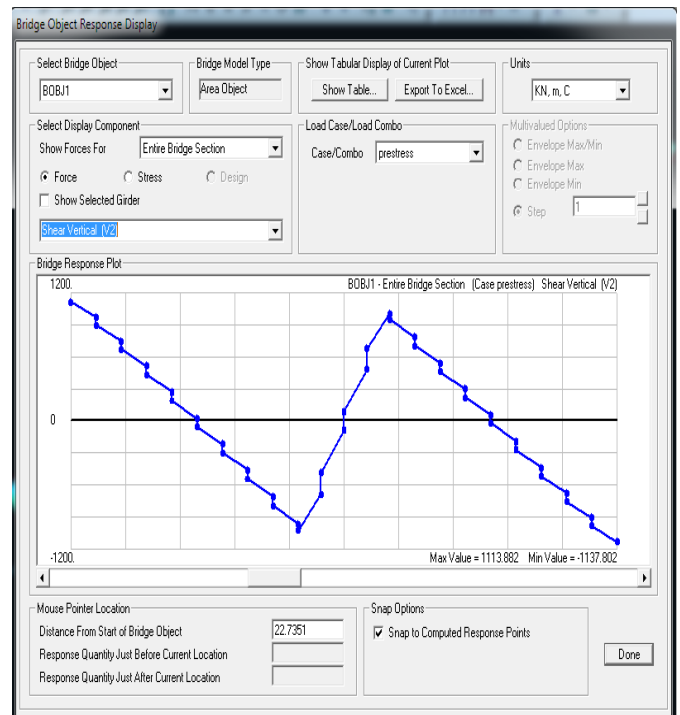 Bridge Object Response Display
Select Bridge Object
BOBJ1
Bridge Model Type
Area Object
Show Tabular Display of Current Plot
Show Table...
Export To Excel...
Units
KN, m, C
Select Display Component
Show Forces For
Entire Bridge Section
Force
Stress
Design
Show Selected Girder
Shear Vertical (V2)
Load Case/Load Combo
Case/Combo
prestress
Multivalued Options
Envelope Max/Min
Envelope Max
Envelope Min
Step
1
Bridge Response Plot
1200.
BOBJ1 - Entire Bridge Section (Case prestress) Shear Vertical (V2)
0
-1200.
Max Value = 1113.882 Min Value = -1137.802
Mouse Pointer Location
Distance From Start of Bridge Object
22.7351
Response Quantity Just Before Current Location
Response Quantity Just After Current Location
Snap Options
Snap to Computed Response Points
Done